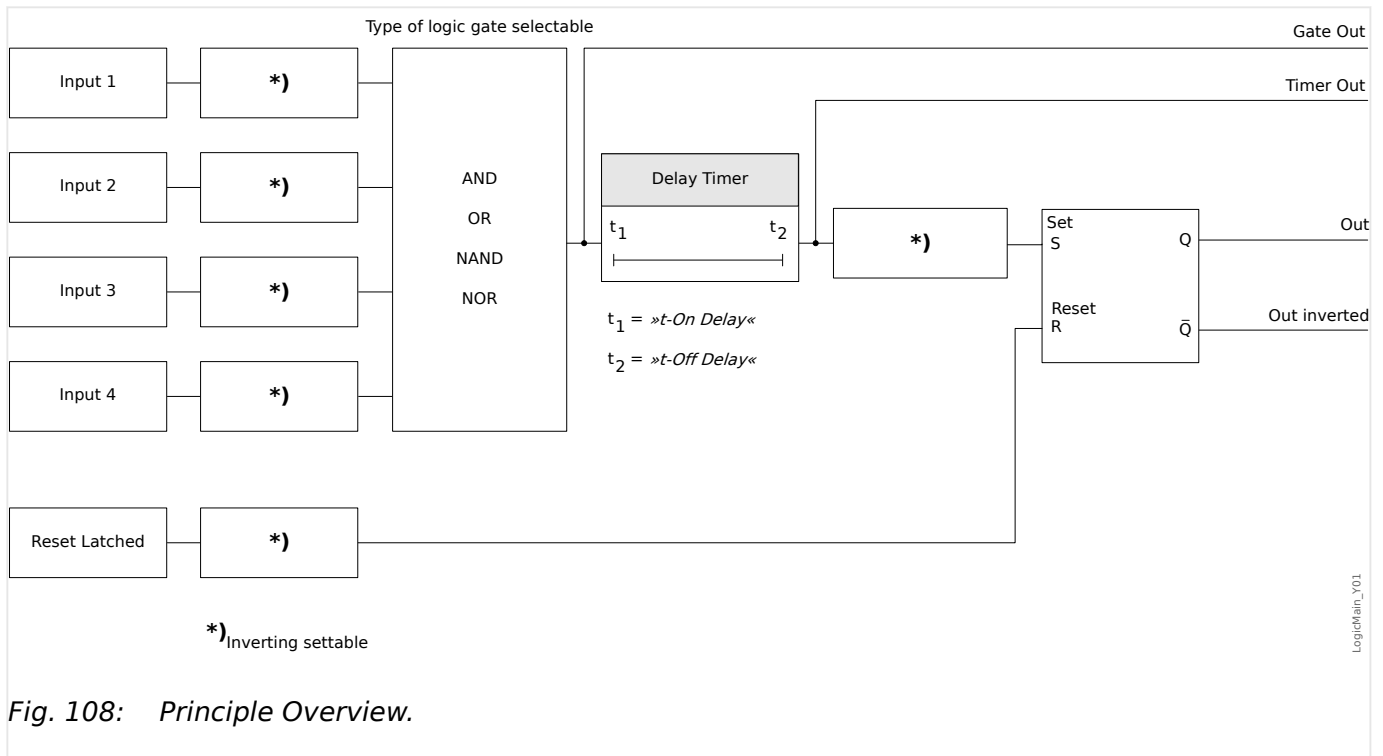 Type of logic gate selectable
Gate Out
Input 1
*)
Timer Out
Input 2
*)
AND
OR
NAND
NOR
Delay Timer
t1
t2
*)
Set
S
Q
Out
Input 3
*)
Reset
R
Q̅
Out inverted
t1 = »t-On Delay«
t2 = »t-Off Delay«
Input 4
*)
Reset Latched
*)
*)Inverting settable
LogicMain_Y01
Fig. 108: Principle Overview.